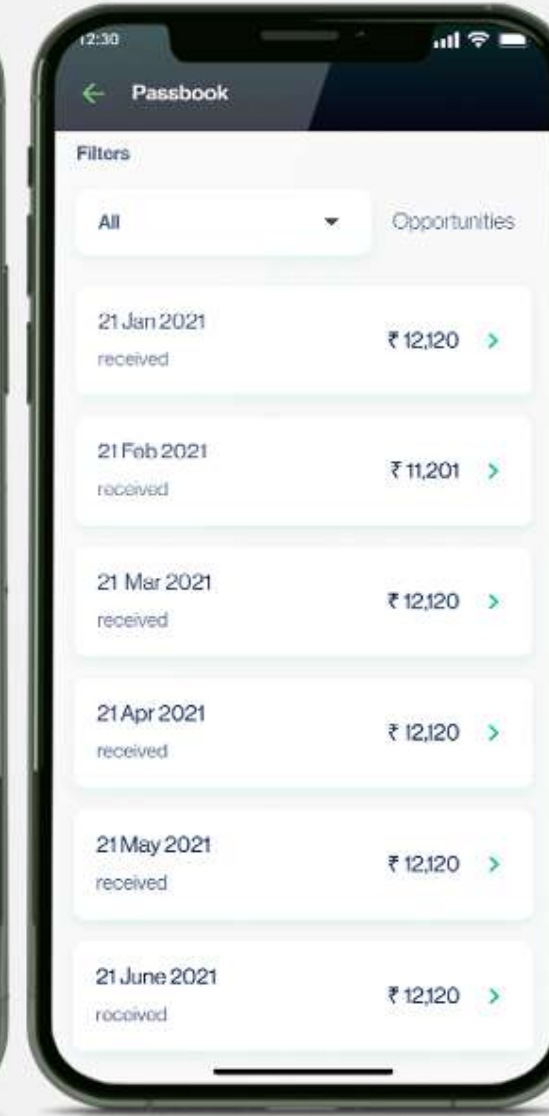 12:30
Passbook
Filters
All
Opportunities
21 Jan 2021
₹ 12,120
received
21 Feb 2021
₹ 11,201
received
21 Mar 2021
₹ 12,120
received
21 Apr 2021
₹ 12,120
received
21 May 2021
₹ 12,120
received
21 June 2021
₹ 12,120
received